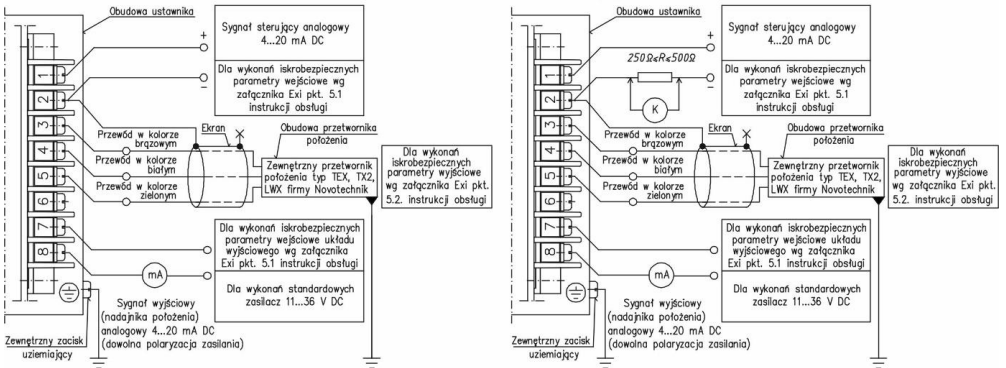 Obudowa ustawnika
Sygnał sterujący analogowy
4...20 mA DC
Dla wykonań iskrobezpiecznych
parametry wejściowe wg
załącznika Exi pkt. 5.1
instrukcji obsługi
+
–
1
2
3
4
5
6
7
8
Przewód w kolorze
brązowym
Przewód w kolorze
białym
Przewód w kolorze
zielonym
Ekran
Obudowa przetwornika
położenia
Zewnętrzny przetwornik
położenia typ TEX, TX2,
LWX firmy Novotechnik
Dla wykonań
iskrobezpiecznych
parametry wyjściowe
wg załącznika Exi pkt.
5.2. instrukcji obsługi
Dla wykonań iskrobezpiecznych
parametry wejściowe układu
wyjściowego wg załącznika
Exi pkt. 5.1 instrukcji obsługi
Dla wykonań standardowych
zasilacz 11...36 V DC
mA
Sygnał wyjściowy
(nadajnika położenia)
analogowy 4...20 mA DC
(dowolna polaryzacja zasilania)
Zewnętrzny zacisk
uziemiający
Obudowa ustawnika
Sygnał sterujący analogowy
4...20 mA DC
Dla wykonań iskrobezpiecznych
parametry wejściowe wg
załącznika Exi pkt. 5.1
instrukcji obsługi
+
250Ω≤R≤500Ω
–
K
1
2
3
4
5
6
7
8
Przewód w kolorze
brązowym
Przewód w kolorze
białym
Przewód w kolorze
zielonym
Ekran
Obudowa przetwornika
położenia
Zewnętrzny przetwornik
położenia typ TEX, TX2,
LWX firmy Novotechnik
Dla wykonań
iskrobezpiecznych
parametry wyjściowe
wg załącznika Exi pkt.
5.2. instrukcji obsługi
Dla wykonań iskrobezpiecznych
parametry wejściowe układu
wyjściowego wg załącznika
Exi pkt. 5.1 instrukcji obsługi
Dla wykonań standardowych
zasilacz 11...36 V DC
mA
Sygnał wyjściowy
(nadajnika położenia)
analogowy 4...20 mA DC
(dowolna polaryzacja zasilania)
Zewnętrzny zacisk
uziemiający